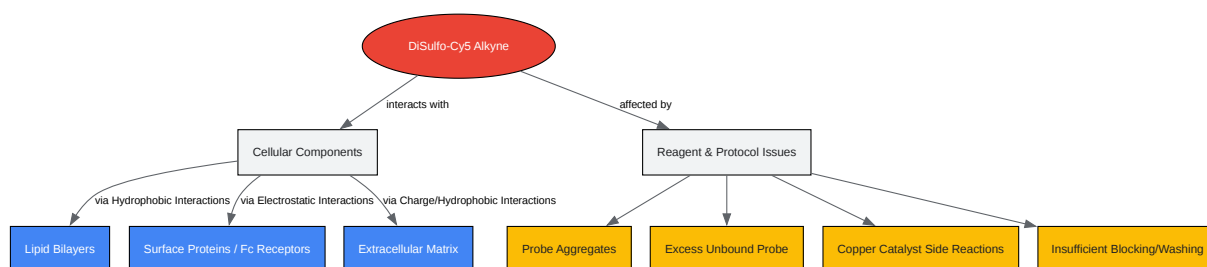 DiSulfo-Cy5 Alkyne
interacts with
affected by
Cellular Components
Reagent & Protocol Issues
via Hydrophobic Interactions
via Electrostatic Interactions
via Charge/Hydrophobic Interactions
Lipid Bilayers
Surface Proteins / Fc Receptors
Extracellular Matrix
Probe Aggregates
Excess Unbound Probe
Copper Catalyst Side Reactions
Insufficient Blocking/Washing